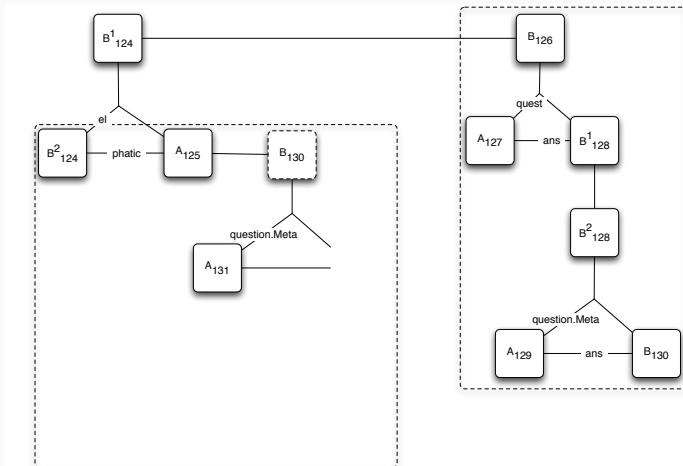 B¹₁₂₄
B₁₂₆
quest
el
A₁₂₇
ans
B¹₁₂₈
B²₁₂₄
phatic
A₁₂₅
B₁₃₀
B²₁₂₈
question.Meta
A₁₃₁
question.Meta
A₁₂₉
ans
B₁₃₀